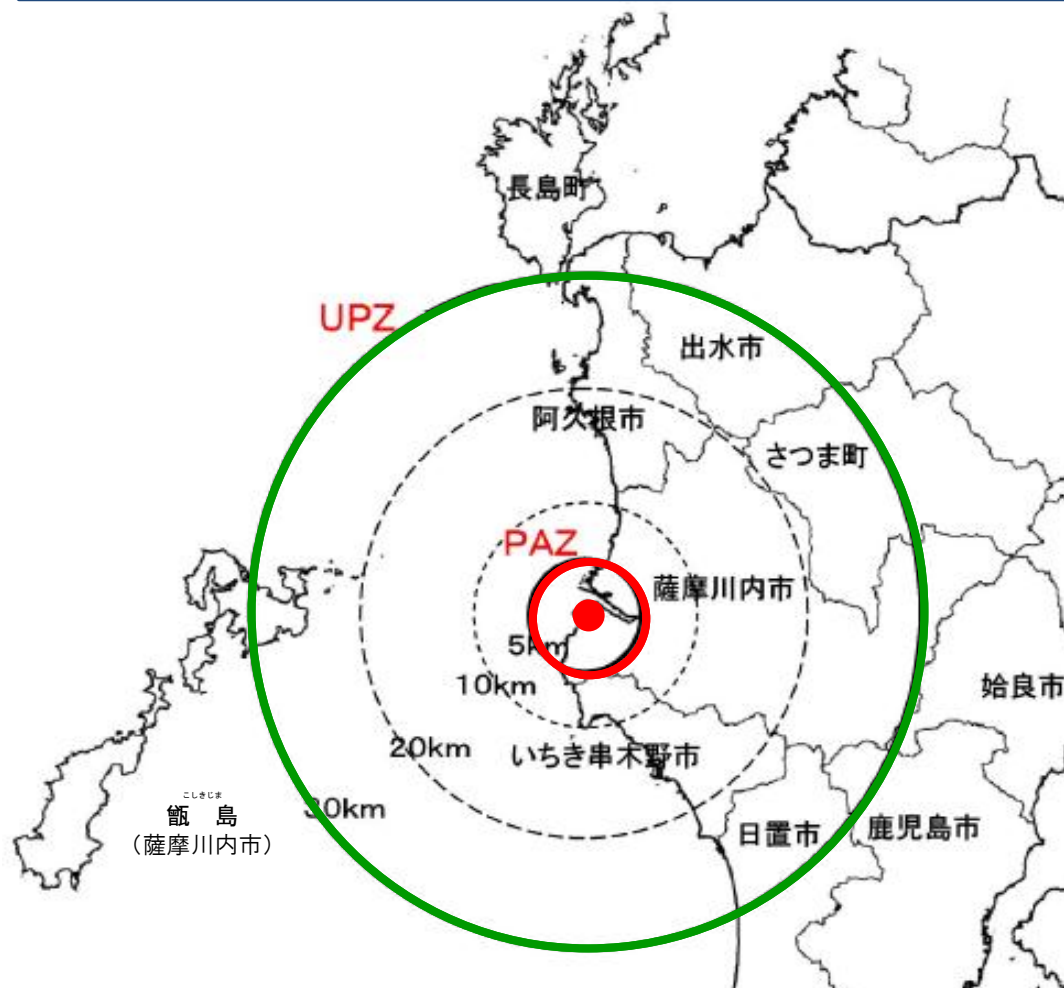 長島町
UPZ
出水市
阿久根市
さつま町
PAZ
薩摩川内市
5km
10km
姶良市
20km
いちき串木野市
こしきじま
甑 島
（薩摩川内市）
30km
日置市
鹿児島市